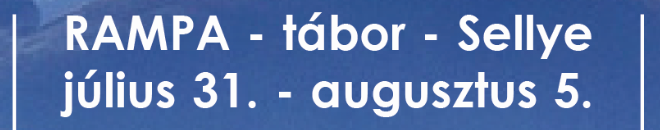 RAMPA - tábor - Sellye
július 31. - augusztus 5.